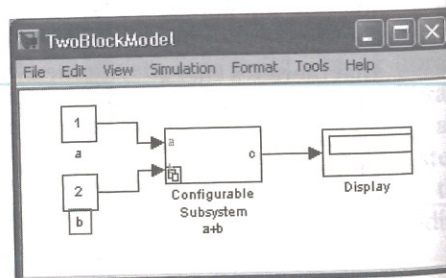 TwoBlockModel
File Edit View Simulation Format Tools Help
1
a
a
o
2
b
Configurable
Subsystem
a+b
Display